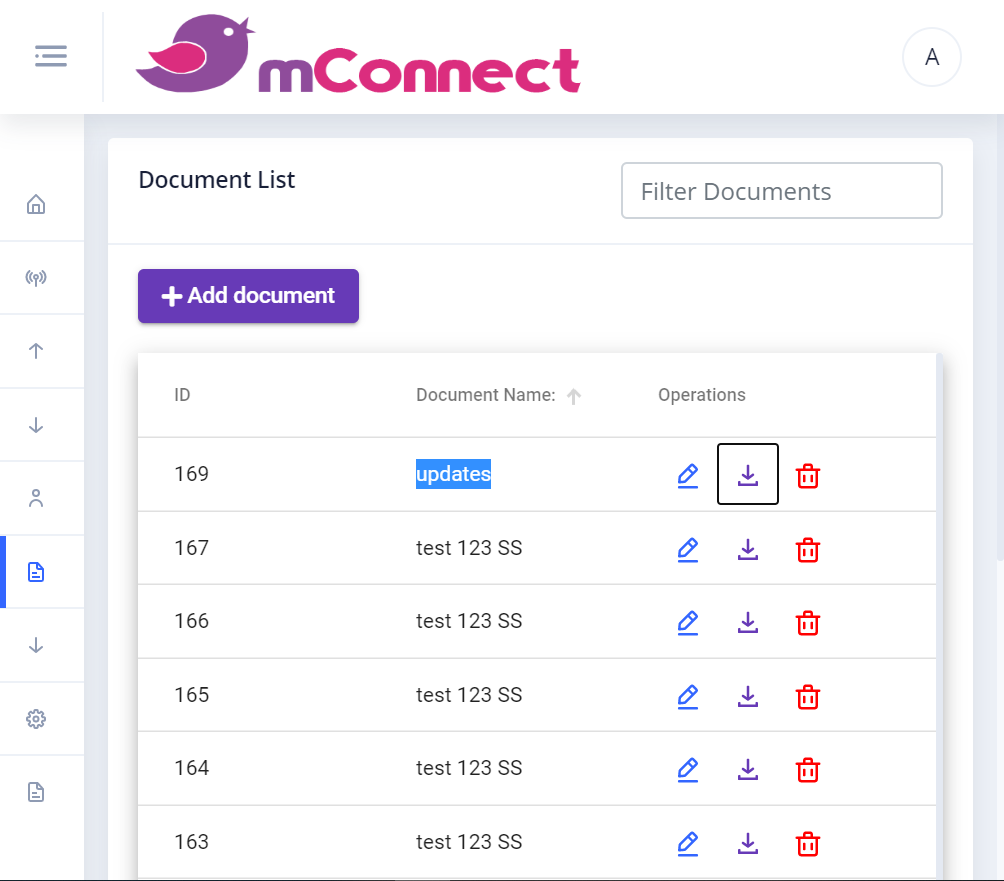 mConnect
A
Document List
Filter Documents
Add document
ID Document Name: Operations
169 updates
167 test 123 SS
166 test 123 SS
165 test 123 SS
164 test 123 SS
163 test 123 SS